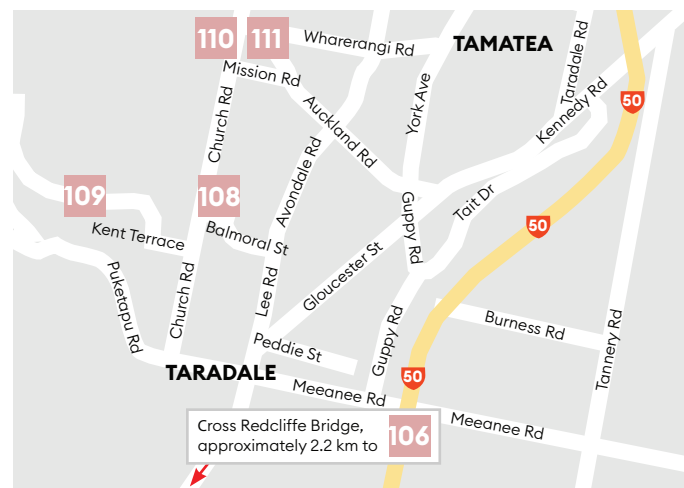 110
111
Wharerangi Rd
TAMATEA
Mission Rd
Taradale Rd
50
Auckland Rd
York Ave
Kennedy Rd
Church Rd
Avondale Rd
109
108
Guppy Rd
Tait Dr
50
Kent Terrace
Balmoral St
Gloucester St
Puketapu Rd
Church Rd
Lee Rd
Guppy Rd
Burness Rd
Tannery Rd
Peddie St
TARADALE
50
Meeanee Rd
Meeanee Rd
Cross Redcliffe Bridge,
approximately 2.2 km to
106